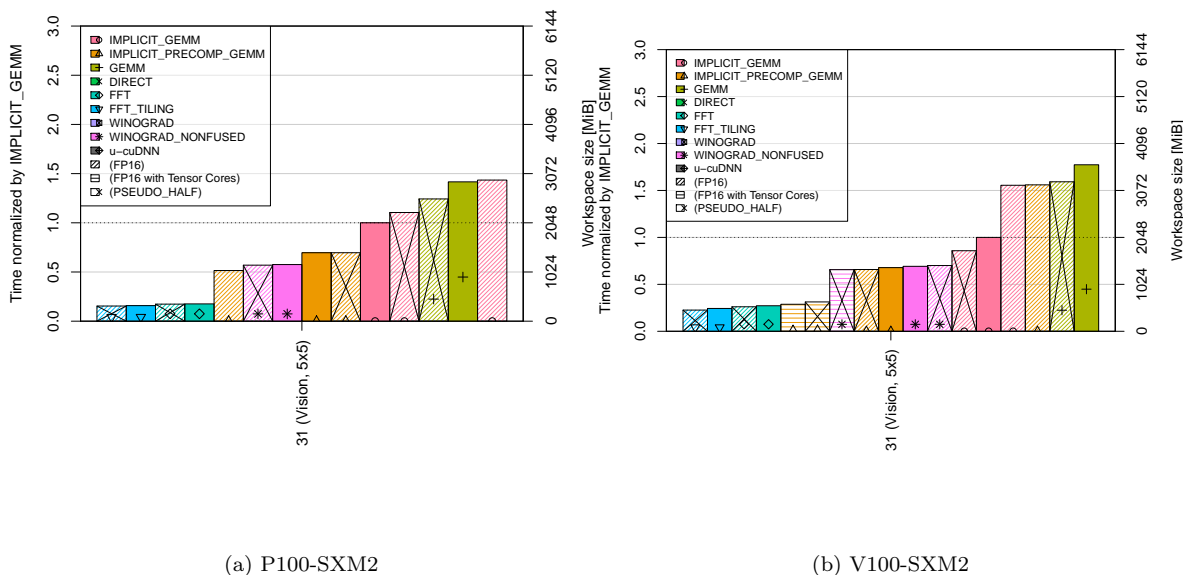 Time normalized by IMPLICIT_GEMM
0.0 0.5 1.0 1.5 2.0 2.5 3.0
IMPLICIT_GEMM
IMPLICIT_PRECOMP_GEMM
GEMM
DIRECT
FFT
FFT_TILING
WINOGRAD
WINOGRAD_NONFUSED
u-cuDNN
(FP16)
(FP16 with Tensor Cores)
(PSEUDO_HALF)
0 1024 2048 3072 4096 5120 6144
Workspace size [MiB]
31 (Vision, 5x5)
(a) P100-SXM2
Time normalized by IMPLICIT_GEMM
0.0 0.5 1.0 1.5 2.0 2.5 3.0
IMPLICIT_GEMM
IMPLICIT_PRECOMP_GEMM
GEMM
DIRECT
FFT
FFT_TILING
WINOGRAD
WINOGRAD_NONFUSED
u-cuDNN
(FP16)
(FP16 with Tensor Cores)
(PSEUDO_HALF)
0 1024 2048 3072 4096 5120 6144
Workspace size [MiB]
31 (Vision, 5x5)
(b) V100-SXM2